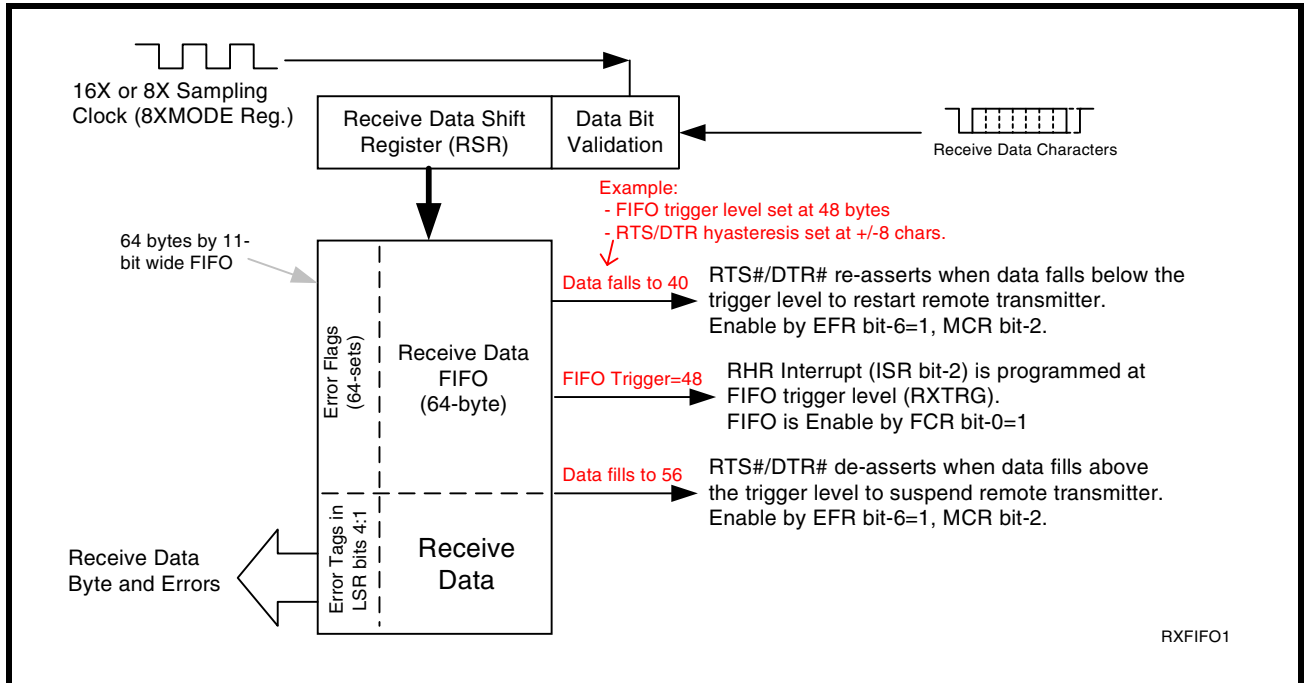 16X or 8X Sampling
Clock (8XMODE Reg.)
Receive Data Shift
Register (RSR)
Data Bit
Validation
Receive Data Characters
Example:
- FIFO trigger level set at 48 bytes
- RTS/DTR hyasteresis set at +/-8 chars.
64 bytes by 11-
bit wide FIFO
Error Flags
(64-sets)
Receive Data
FIFO
(64-byte)
Data falls to 40
RTS#/DTR# re-asserts when data falls below the
trigger level to restart remote transmitter.
Enable by EFR bit-6=1, MCR bit-2.
FIFO Trigger=48
RHR Interrupt (ISR bit-2) is programmed at
FIFO trigger level (RXTRG).
FIFO is Enable by FCR bit-0=1
Data fills to 56
RTS#/DTR# de-asserts when data fills above
the trigger level to suspend remote transmitter.
Enable by EFR bit-6=1, MCR bit-2.
Error Tags in
LSR bits 4:1
Receive
Data
Receive Data
Byte and Errors
RXFIFO1